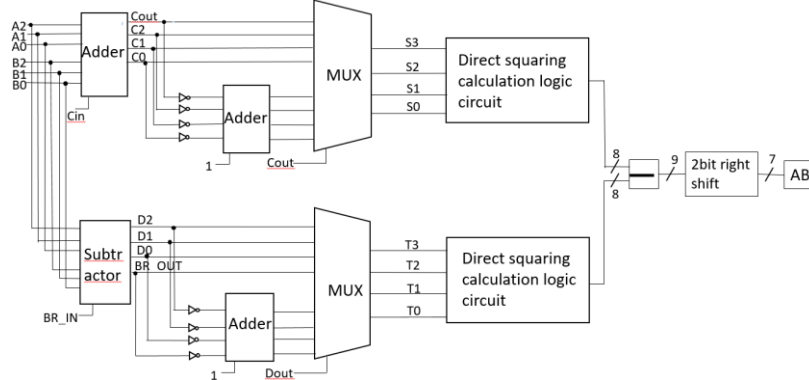 A2
A1
A0
B2
B1
B0
Adder
Cin
Cout
C2
C1
C0
Adder
1
Cout
MUX
S3
S2
S1
S0
Direct squaring
calculation logic
circuit
8
8
9
2bit right
shift
7
AB
Subtr
actor
BR_IN
D2
D1
D0
BR_OUT
Adder
1
Dout
MUX
T3
T2
T1
T0
Direct squaring
calculation logic
circuit